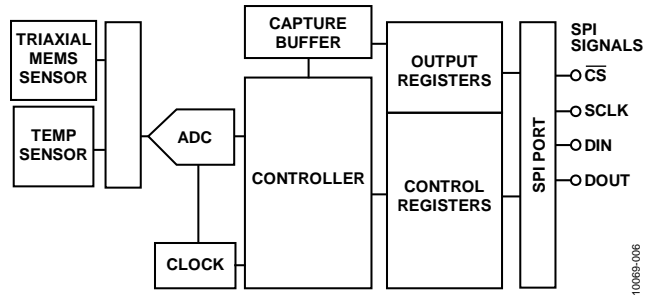 TRIAXIAL
MEMS
SENSOR
TEMP
SENSOR
ADC
CLOCK
CAPTURE
BUFFER
CONTROLLER
OUTPUT
REGISTERS
CONTROL
REGISTERS
SPI PORT
SPI
SIGNALS
CS
SCLK
DIN
DOUT
10069-006